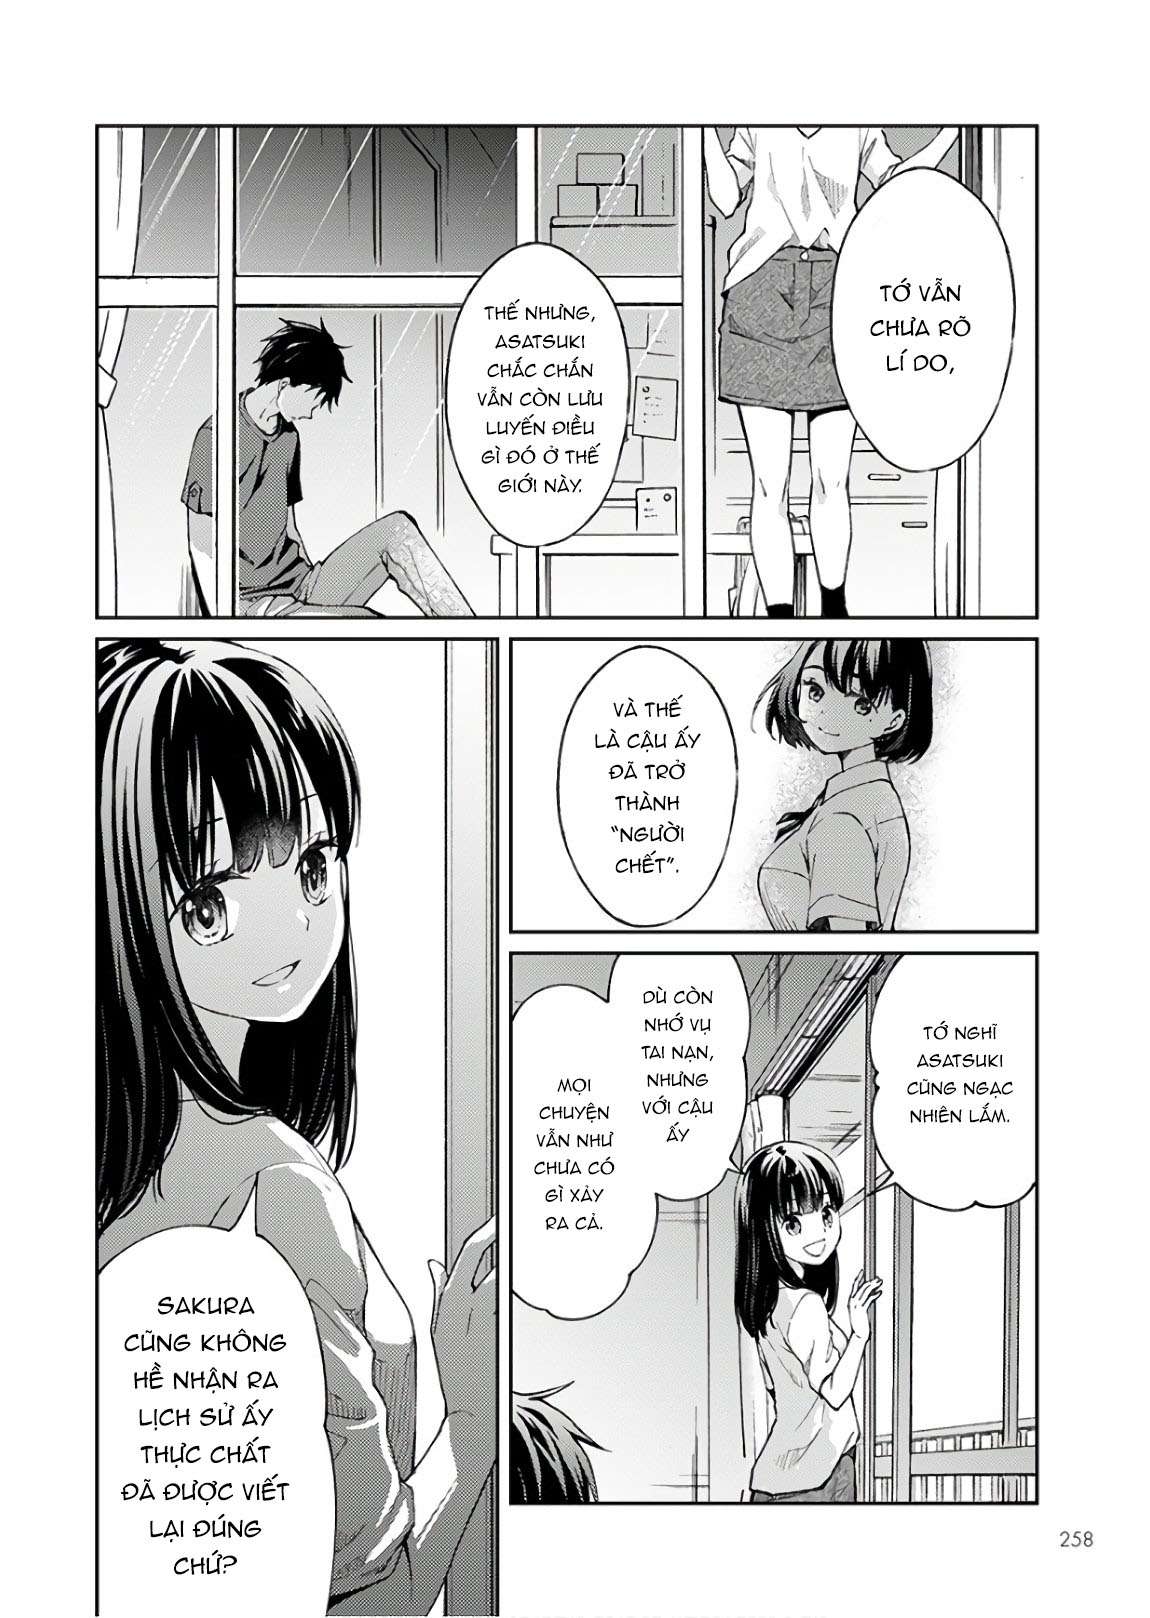 TỚ VẪN
CHƯA RÕ
LÍ DO,
THẾ NHƯNG,
ASATSUKI
CHẮC CHẮN
VẪN CÒN LƯU
LUYẾN ĐIỀU
GÌ ĐÓ Ở THẾ
GIỚI NÀY.
VÀ THẾ
LÀ CẬU ẤY
ĐÃ TRỞ
THÀNH
"NGƯỜI
CHẾT".
TỚ NGHĨ
ASATSUKI
CŨNG NGẠC
NHIÊN LẮM.
DÙ CÒN
NHỚ VỤ
TAI NẠN,
NHƯNG
VỚI CẬU
ẤY
MỌI
CHUYỆN
VẪN NHƯ
CHƯA CÓ
GÌ XẢY
RA CẢ.
SAKURA
CŨNG KHÔNG
HỀ NHẬN RA
LỊCH SỬ ẤY
THỰC CHẤT
ĐÃ ĐƯỢC VIẾT
LẠI ĐÚNG
CHỨ?
258